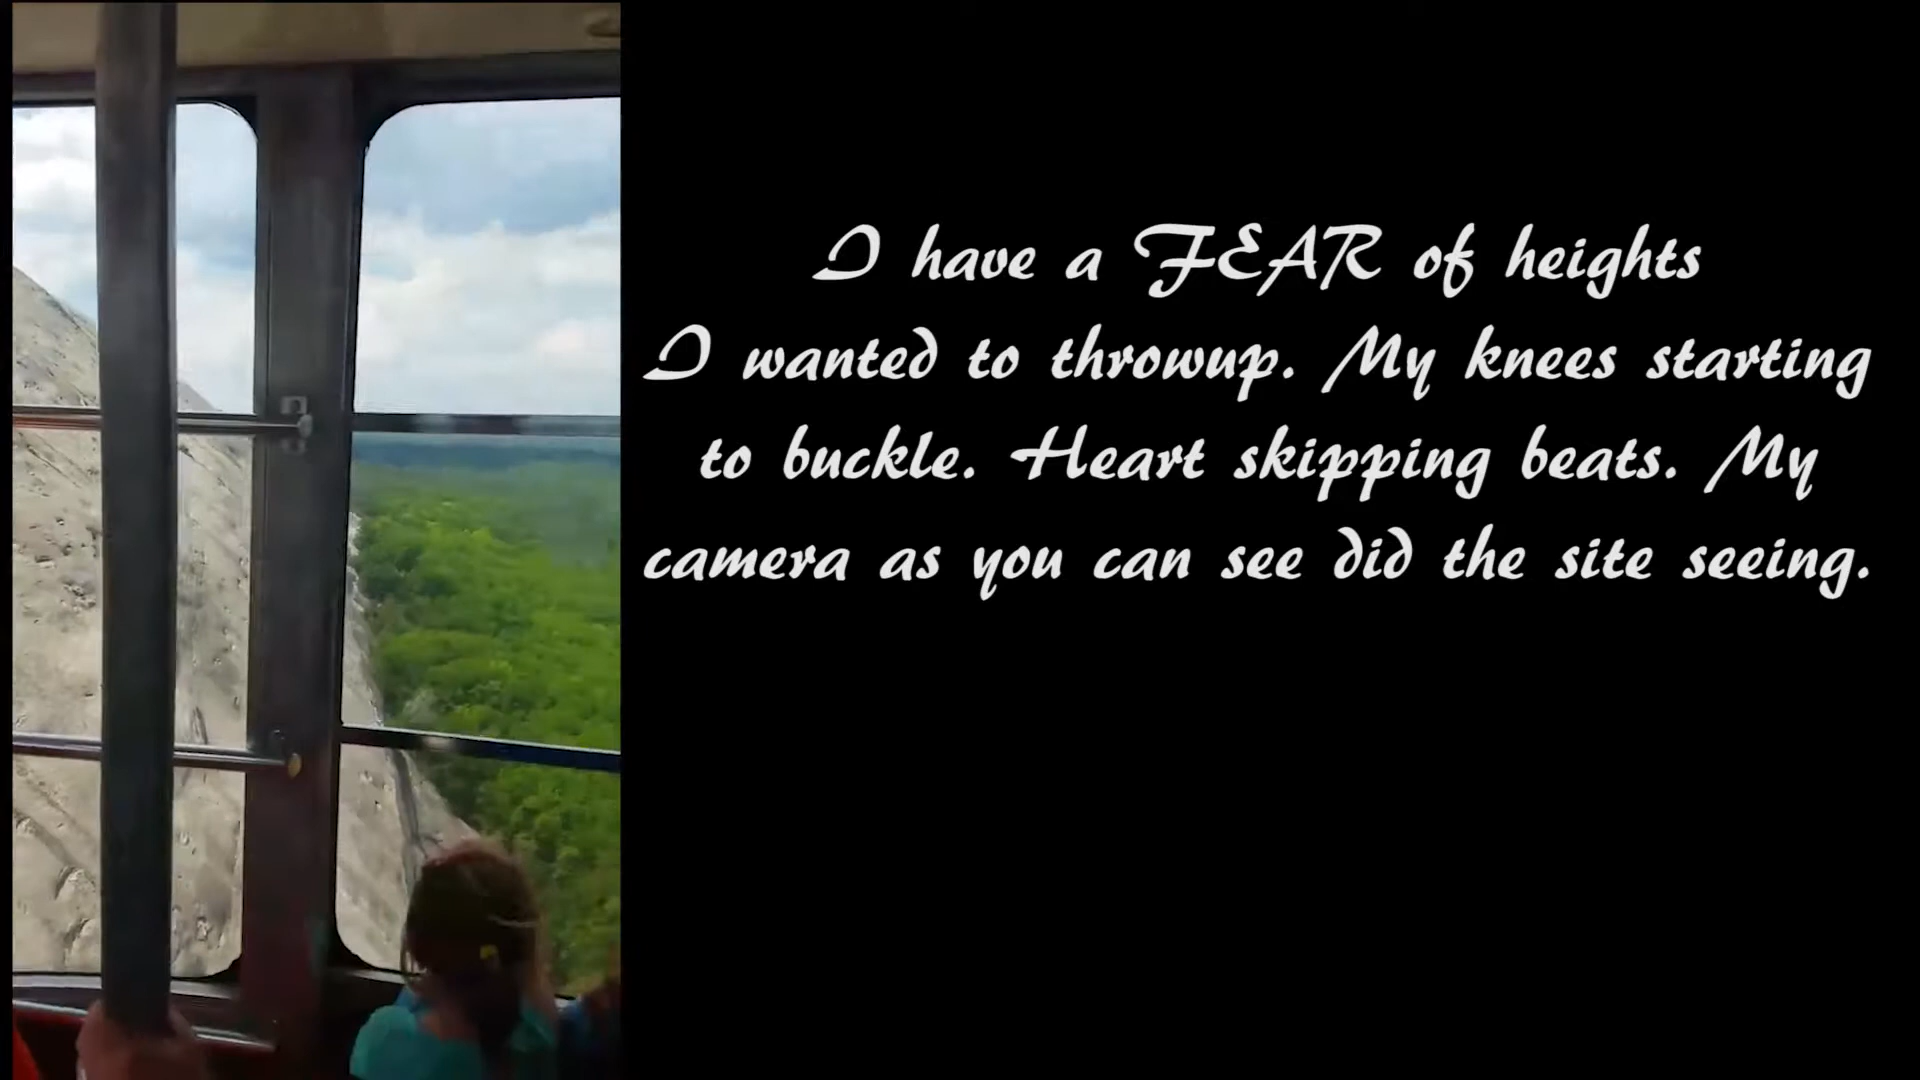 I have a FEAR of heights
I wanted to throwup. My knees starting
to buckle. Heart skipping beats. My
camera as you can see did the site seeing.